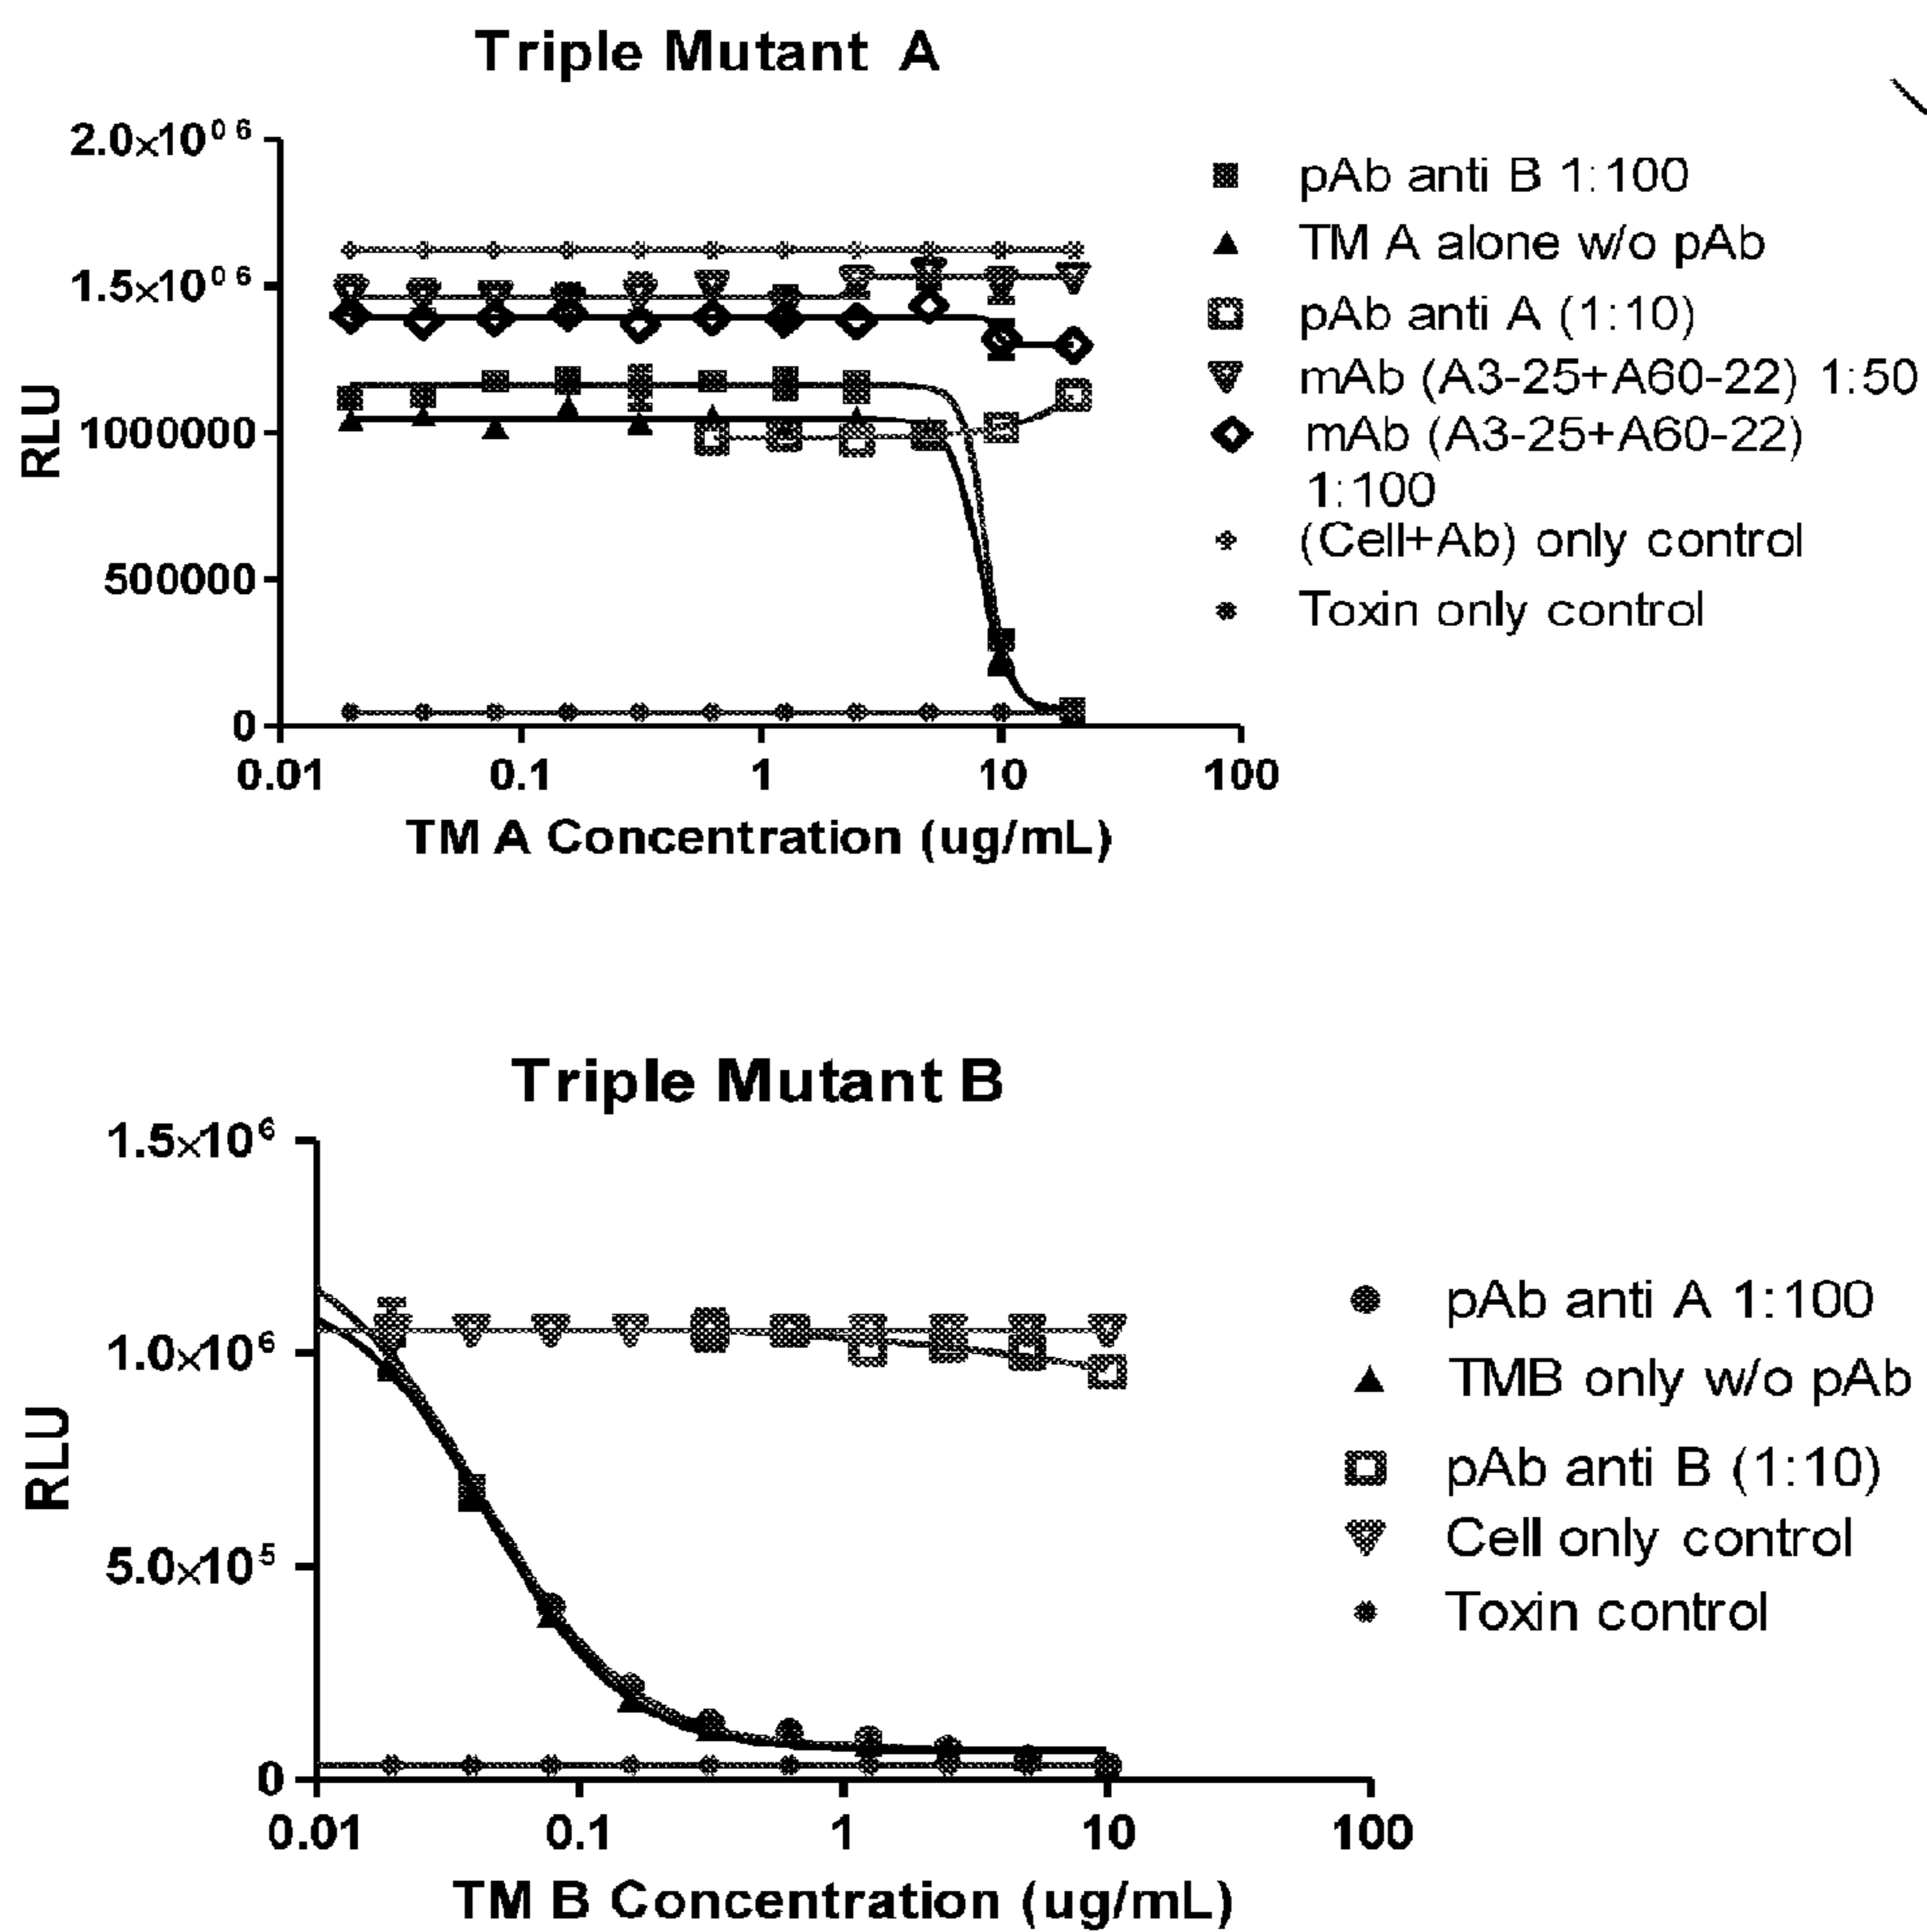 Triple Mutant A
2.0×10⁰⁶
1.5×10⁰⁶
1000000
500000
0
RLU
0.01 0.1 1 10 100
TM A Concentration (ug/mL)
pAb anti B 1:100
TM A alone w/o pAb
pAb anti A (1:10)
mAb (A3-25+A60-22) 1:50
mAb (A3-25+A60-22)
1:100
(Cell+Ab) only control
Toxin only control
Triple Mutant B
1.5×10⁶
1.0×10⁶
5.0×10⁵
0
RLU
0.01 0.1 1 10 100
TM B Concentration (ug/mL)
pAb anti A 1:100
TMB only w/o pAb
pAb anti B (1:10)
Cell only control
Toxin control